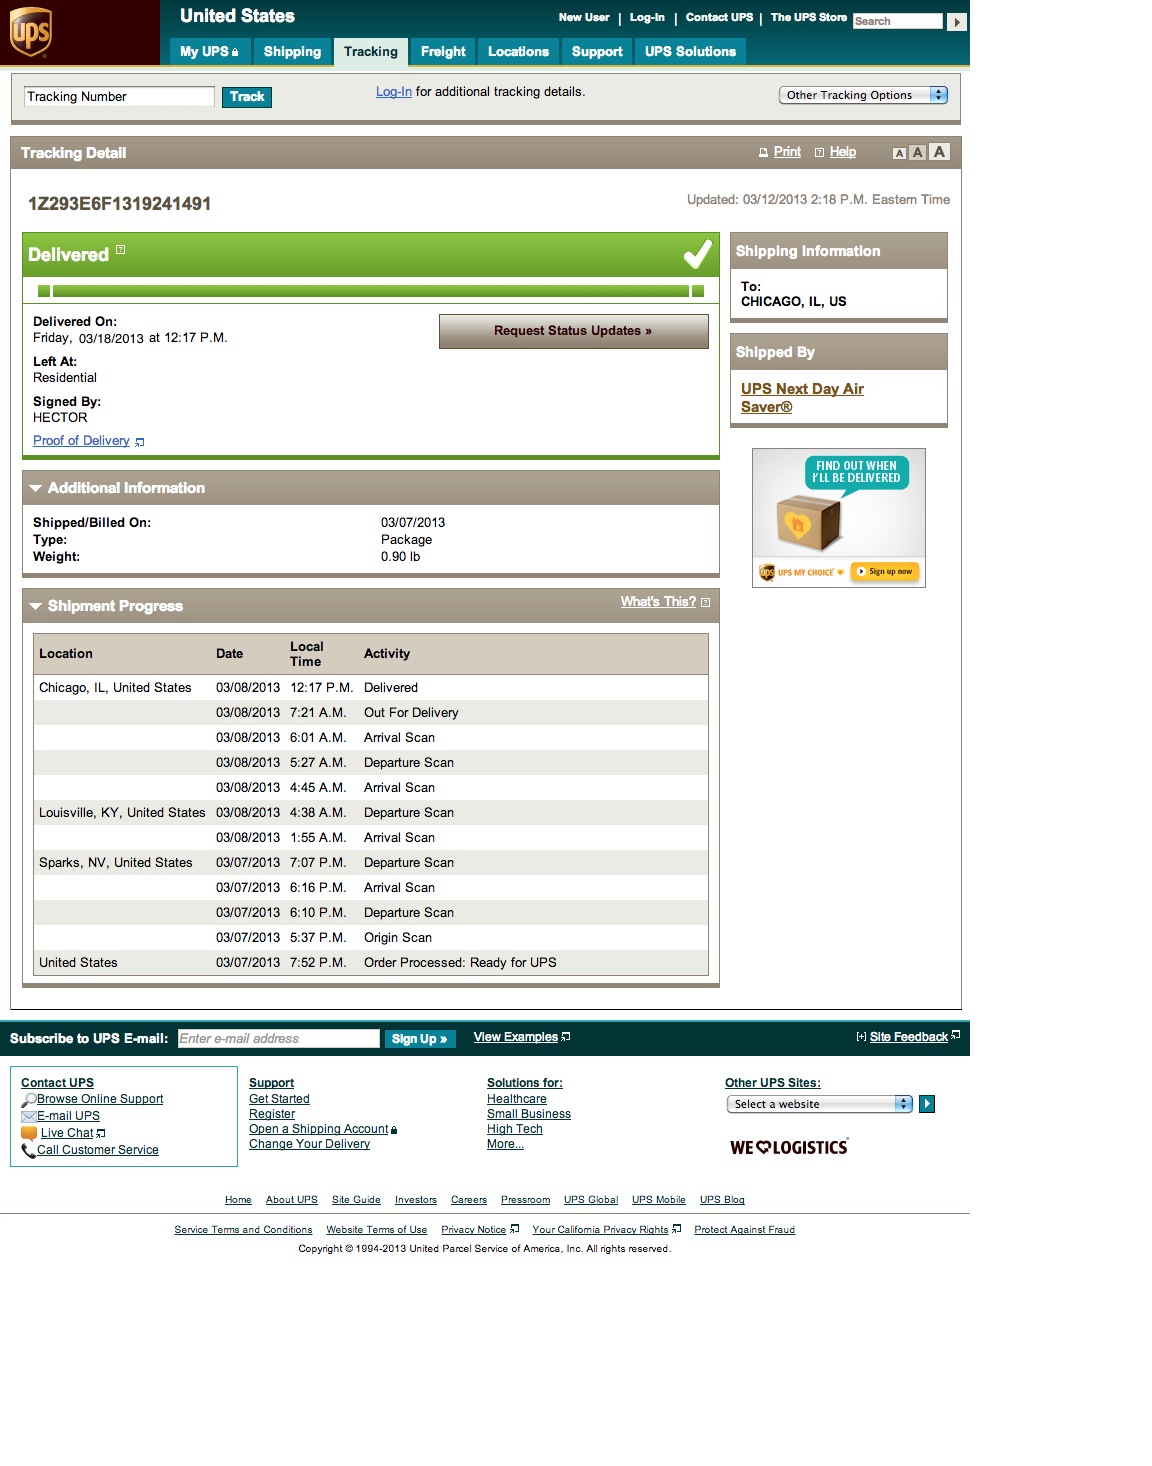 ups
United States
New User | Log-In | Contact UPS | The UPS Store Search
My UPS Shipping Tracking Freight Locations Support UPS Solutions
Tracking Number Track Log-In for additional tracking details. Other Tracking Options
Tracking Detail Print ? Help A A A
1Z293E6F1319241491 Updated: 03/12/2013 2:18 P.M. Eastern Time
Delivered ?
Delivered On:
Friday, 03/18/2013 at 12:17 P.M.
Request Status Updates »
Left At:
Residential
Signed By:
HECTOR
Proof of Delivery
Shipping Information
To:
CHICAGO, IL, US
Shipped By
UPS Next Day Air
Saver®
FIND OUT WHEN
I'LL BE DELIVERED
ups UPS MY CHOICE Sign up now
Additional Information
Shipped/Billed On: 03/07/2013
Type: Package
Weight: 0.90 lb
Shipment Progress What's This? ?
Location Date Local Time Activity
Chicago, IL, United States 03/08/2013 12:17 P.M. Delivered
03/08/2013 7:21 A.M. Out For Delivery
03/08/2013 6:01 A.M. Arrival Scan
03/08/2013 5:27 A.M. Departure Scan
03/08/2013 4:45 A.M. Arrival Scan
Louisville, KY, United States 03/08/2013 4:38 A.M. Departure Scan
03/08/2013 1:55 A.M. Arrival Scan
Sparks, NV, United States 03/07/2013 7:07 P.M. Departure Scan
03/07/2013 6:16 P.M. Arrival Scan
03/07/2013 6:10 P.M. Departure Scan
03/07/2013 5:37 P.M. Origin Scan
United States 03/07/2013 7:52 P.M. Order Processed: Ready for UPS
Subscribe to UPS E-mail: Enter e-mail address Sign Up » View Examples [+] Site Feedback
Contact UPS
Browse Online Support
E-mail UPS
Live Chat
Call Customer Service
Support
Get Started
Register
Open a Shipping Account
Change Your Delivery
Solutions for:
Healthcare
Small Business
High Tech
More...
Other UPS Sites:
Select a website
WE LOGISTICS
Home About UPS Site Guide Investors Careers Pressroom UPS Global UPS Mobile UPS Blog
Service Terms and Conditions Website Terms of Use Privacy Notice Your California Privacy Rights Protect Against Fraud
Copyright © 1994-2013 United Parcel Service of America, Inc. All rights reserved.